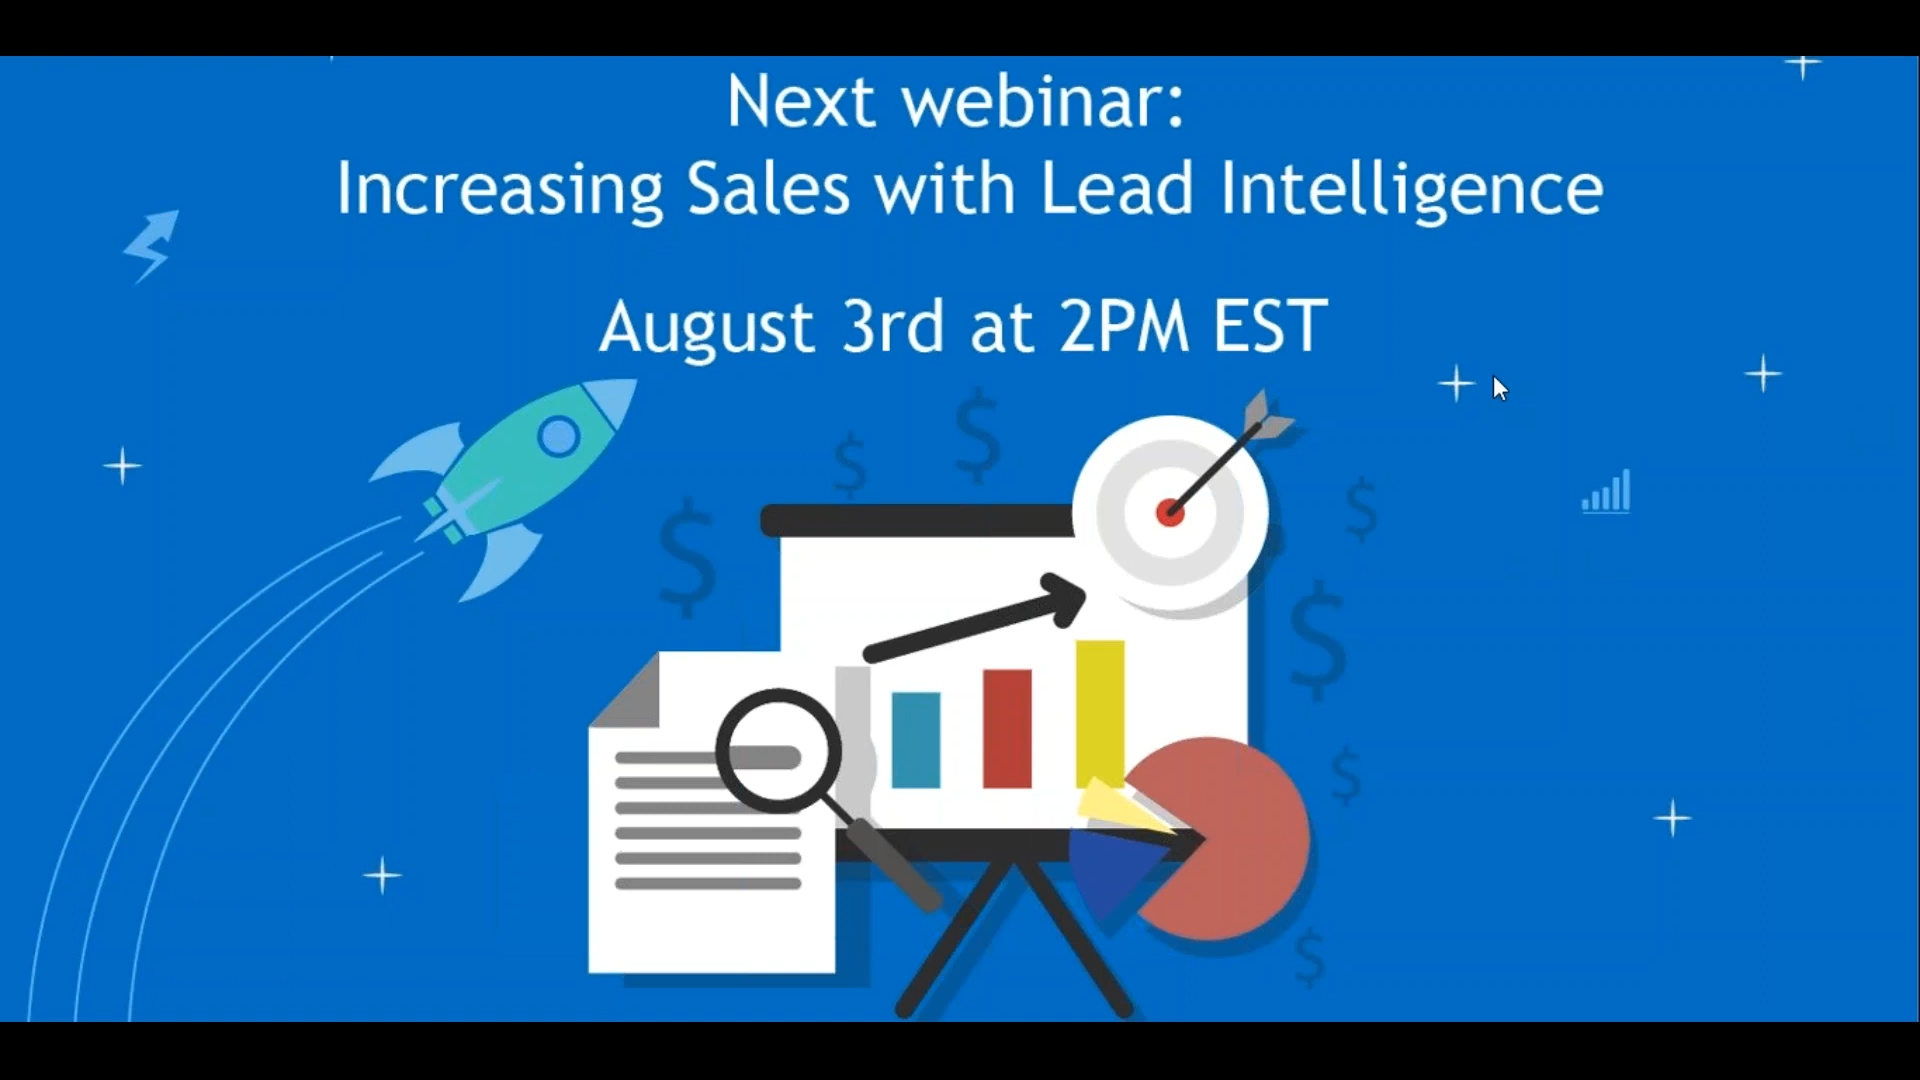 Next webinar:
Increasing Sales with Lead Intelligence
August 3rd at 2PM EST